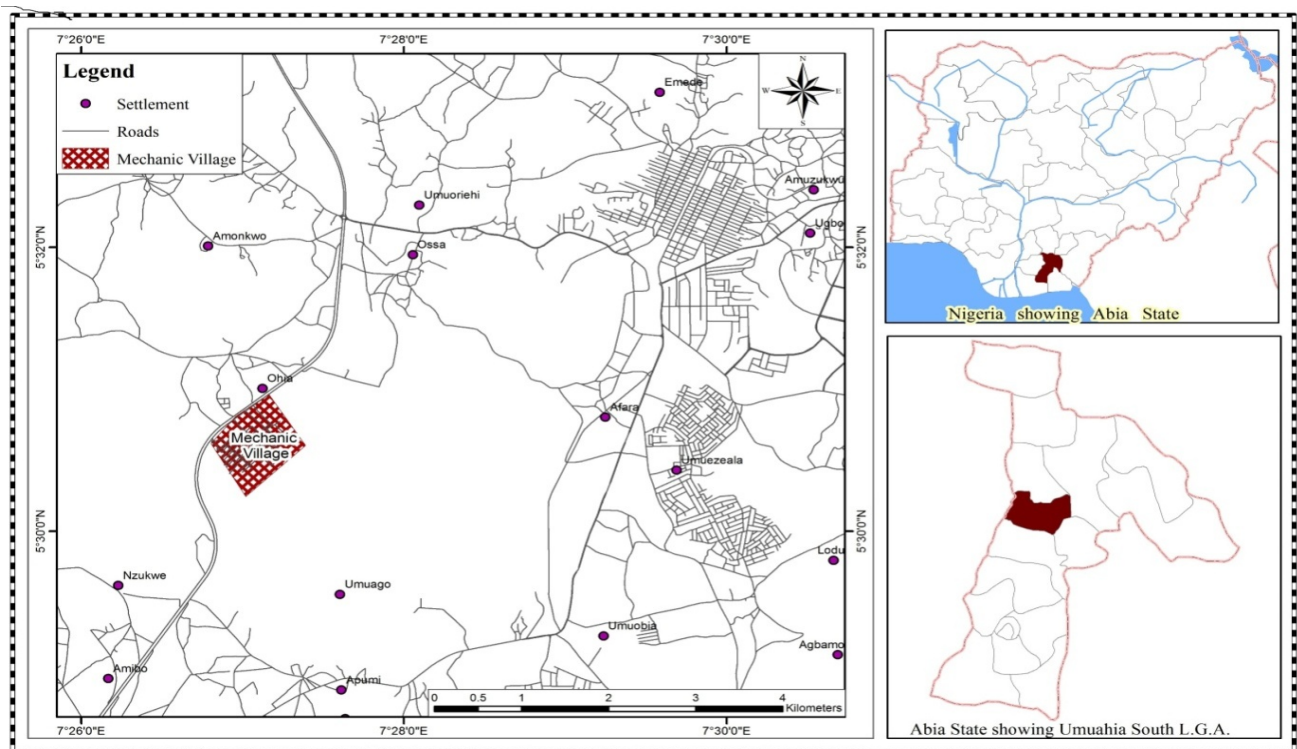 7°26'0"E 7°28'0"E 7°30'0"E
Legend
Settlement
Roads
Mechanic Village
N
W E
S
Emede
Amuzukwu
Umuoriehi
Ugbo
Amonkwo
Ossa
5°32'0"N 5°32'0"N
Ohia
Afara
Mechanic
Village
Umuezeala
5°30'0"N 5°30'0"N
Lodu
Nzukwe
Umuago
Umuobia
Agbamo
Amibo
Apumi
0 0.5 1 2 3 4
Kilometers
7°26'0"E 7°28'0"E 7°30'0"E
Nigeria showing Abia State
Abia State showing Umuahia South L.G.A.